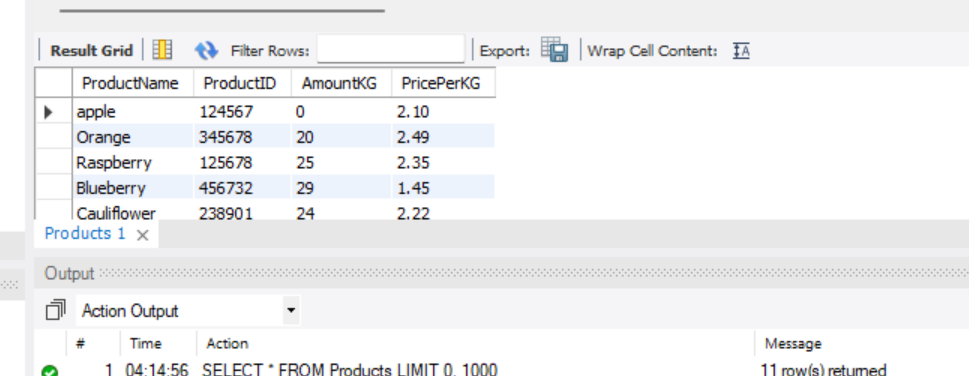 Result Grid Filter Rows: Export: Wrap Cell Content: IA
ProductName ProductID AmountKG PricePerKG
apple 124567 0 2.10
Orange 345678 20 2.49
Raspberry 125678 25 2.35
Blueberry 456732 29 1.45
Cauliflower 238901 24 2.22
Products 1
Output
Action Output
# Time Action Message
1 04:14:56 SELECT * FROM Products LIMIT 0, 1000 11 row(s) returned